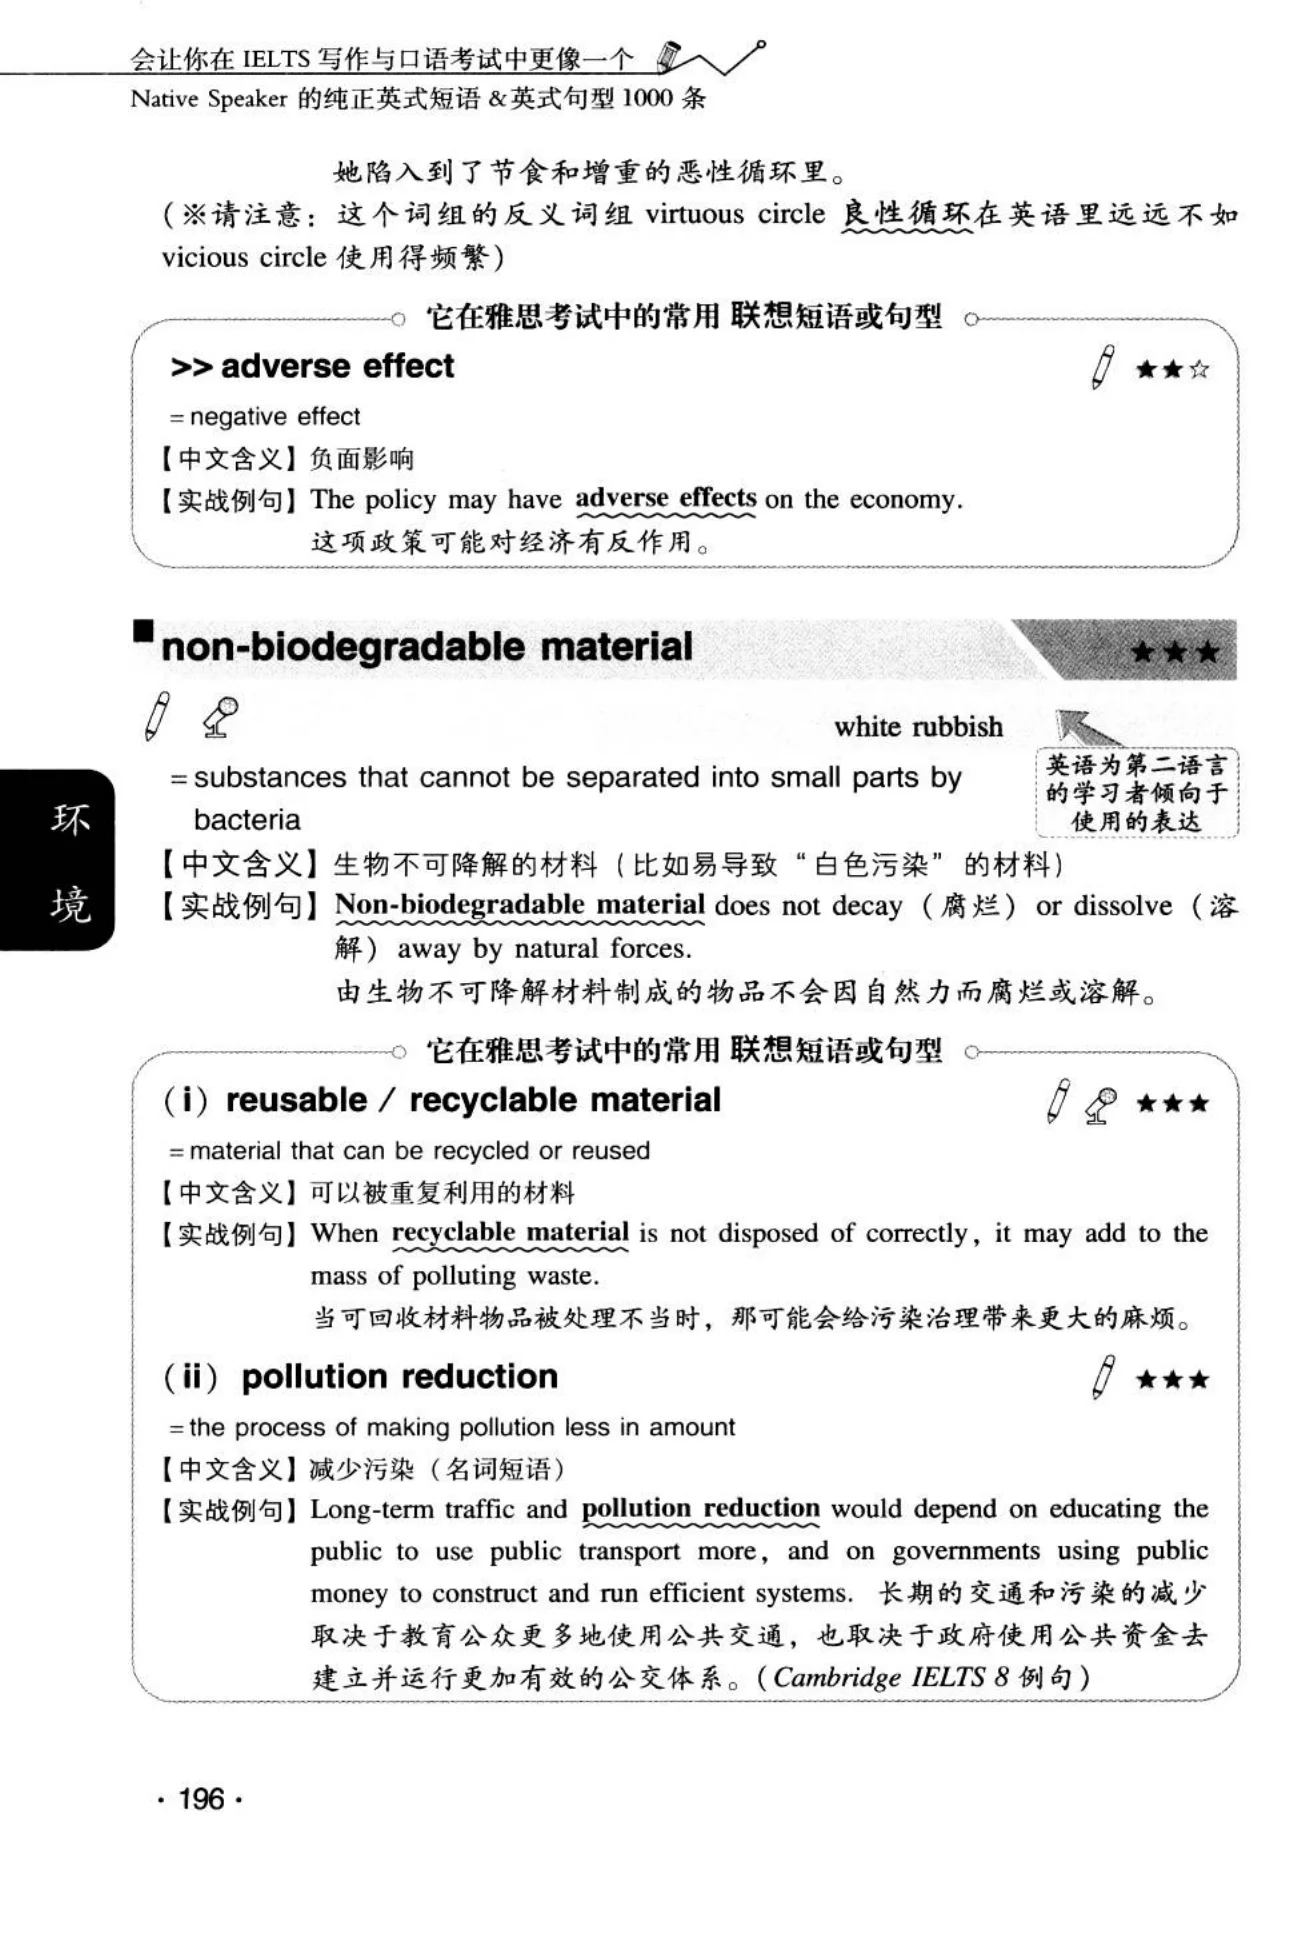 会让你在 IELTS 写作与口语考试中更像一个
Native Speaker 的纯正英式短语 &英式句型 1000 条
她陷入到了节食和增重的恶性循环里。
(※请注意：这个词组的反义词组 virtuous circle 良性循环在英语里远远不如
vicious circle 使用得频繁)
它在雅思考试中的常用 联想短语或句型
>> adverse effect ★★☆
= negative effect
【中文含义】负面影响
【实战例句】The policy may have adverse effects on the economy.
这项政策可能对经济有反作用。
■ non-biodegradable material ★★★
white rubbish
= substances that cannot be separated into small parts by
bacteria
英语为第二语言
的学习者倾向于
使用的表达
环
境
【中文含义】生物不可降解的材料（比如易导致“白色污染”的材料）
【实战例句】Non-biodegradable material does not decay（腐烂）or dissolve（溶
解）away by natural forces.
由生物不可降解材料制成的物品不会因自然力而腐烂或溶解。
它在雅思考试中的常用 联想短语或句型
（i）reusable / recyclable material ★★★
= material that can be recycled or reused
【中文含义】可以被重复利用的材料
【实战例句】When recyclable material is not disposed of correctly, it may add to the
mass of polluting waste.
当可回收材料物品被处理不当时，那可能会给污染治理带来更大的麻烦。
（ii）pollution reduction ★★★
= the process of making pollution less in amount
【中文含义】减少污染（名词短语）
【实战例句】Long-term traffic and pollution reduction would depend on educating the
public to use public transport more, and on governments using public
money to construct and run efficient systems. 长期的交通和污染的减少
取决于教育公众更多地使用公共交通，也取决于政府使用公共资金去
建立并运行更加有效的公交体系。(Cambridge IELTS 8 例句)
· 196 ·